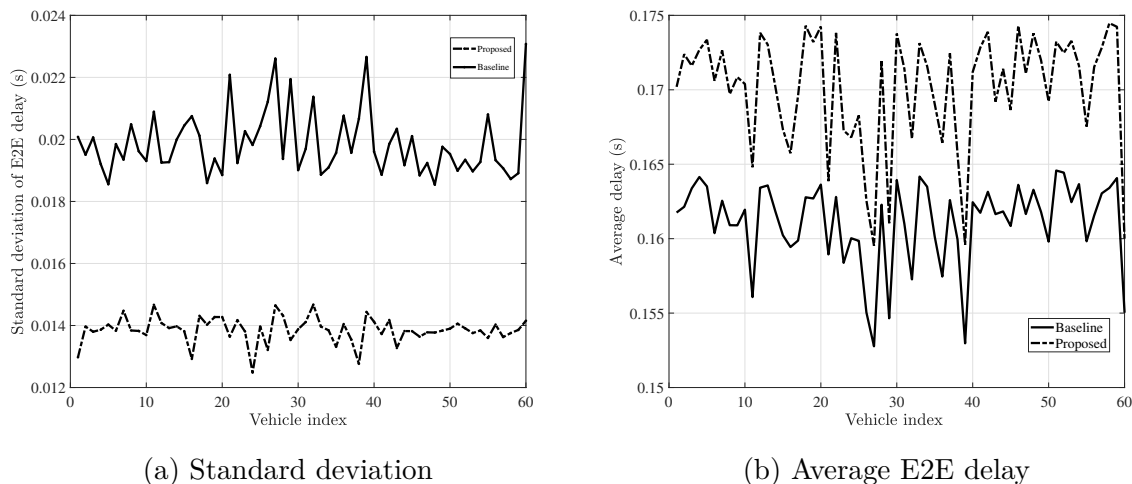 0.024
0.022
0.02
0.018
0.016
0.014
0.012
0
10
20
30
40
50
60
Standard deviation of E2E delay (s)
Vehicle index
Proposed
Baseline
(a) Standard deviation
0.175
0.17
0.165
0.16
0.155
0.15
0
10
20
30
40
50
60
Average delay (s)
Vehicle index
Baseline
Proposed
(b) Average E2E delay